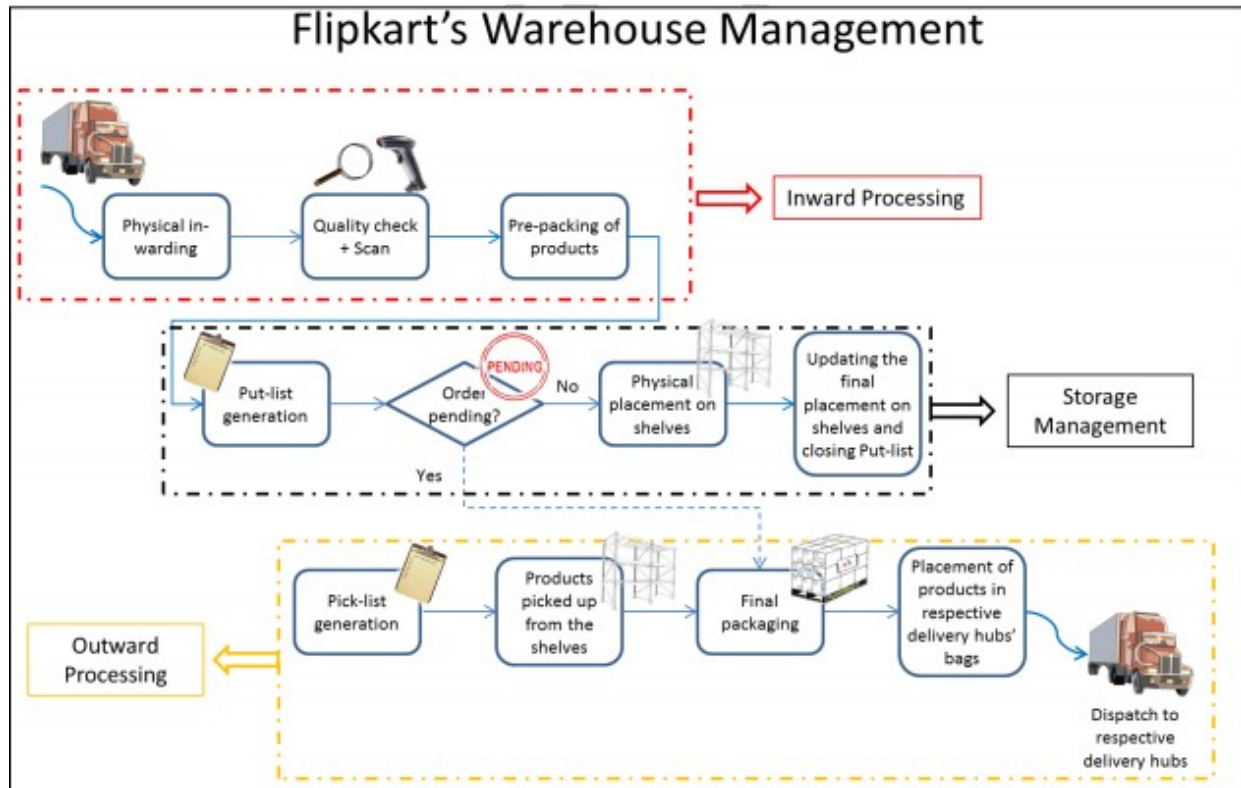 Flipkart's Warehouse Management
Physical in-
warding
Quality check
+ Scan
Pre-packing of
products
Inward Processing
Put-list
generation
Order
pending?
PENDING
No
Yes
Physical
placement on
shelves
Updating the
final
placement on
shelves and
closing Put-list
Storage
Management
Pick-list
generation
Products
picked up
from the
shelves
Final
packaging
Placement of
products in
respective
delivery hubs'
bags
Outward
Processing
Dispatch to
respective
delivery hubs